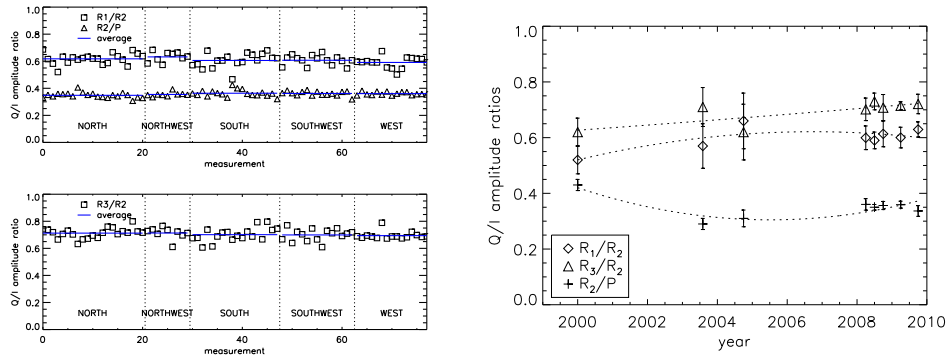 Q/I amplitude ratio
1.0
0.8
0.6
0.4
0.2
0.0
R1/R2
R2/P
average
NORTH
NORTHWEST
SOUTH
SOUTHWEST
WEST
0
20
40
60
measurement
Q/I amplitude ratio
1.0
0.8
0.6
0.4
0.2
0.0
R3/R2
average
NORTH
NORTHWEST
SOUTH
SOUTHWEST
WEST
0
20
40
60
measurement
Q/I amplitude ratios
1.0
0.8
0.6
0.4
0.2
0.0
R₁/R₂
R₃/R₂
R₂/P
2000
2002
2004
2006
2008
2010
year